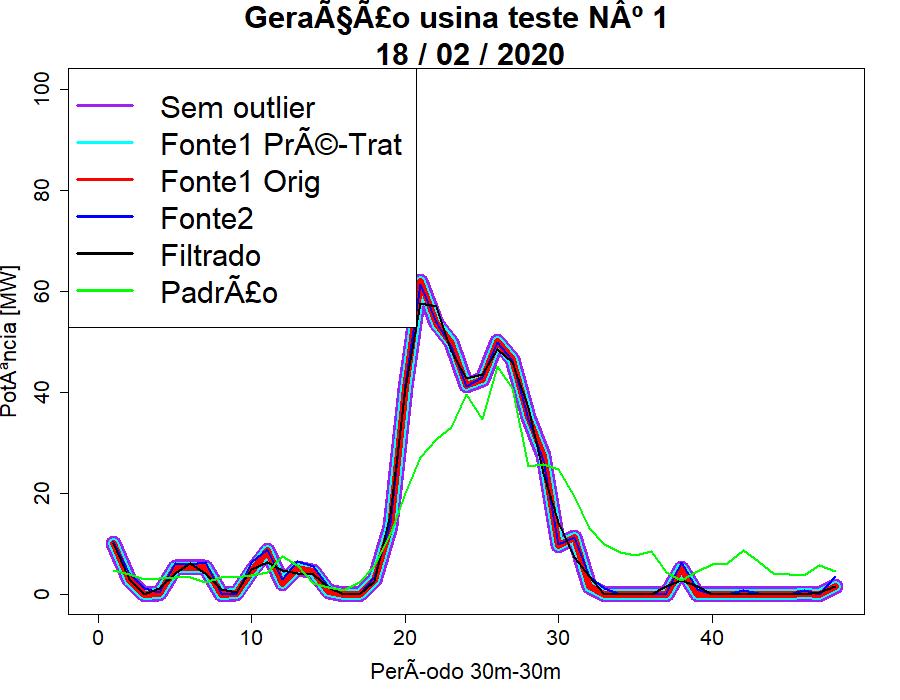 GeraÃ§Ã£o usina teste NÂº 1
18 / 02 / 2020
Sem outlier
Fonte1 PrÃ©-Trat
Fonte1 Orig
Fonte2
Filtrado
PadrÃ£o
PotÃªncia [MW]
100
80
60
40
20
0
0 10 20 30 40
PerÃ-odo 30m-30m